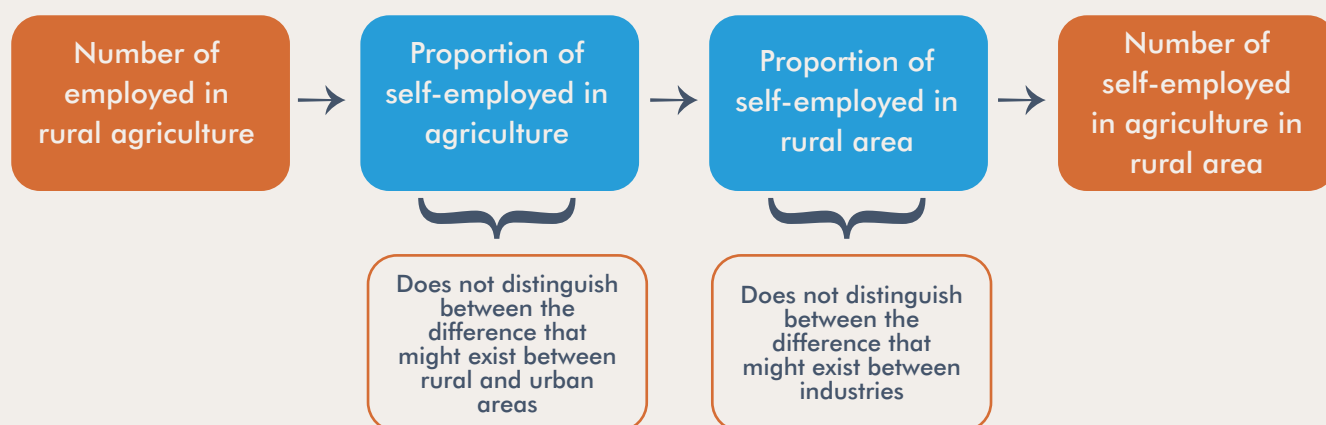 Number of
employed in
rural agriculture
Proportion of
self-employed in
agriculture
Proportion of
self-employed in
rural area
Number of
self-employed
in agriculture in
rural area
Does not distinguish
between the
difference that
might exist between
rural and urban
areas
Does not distinguish
between the
difference that
might exist between
industries